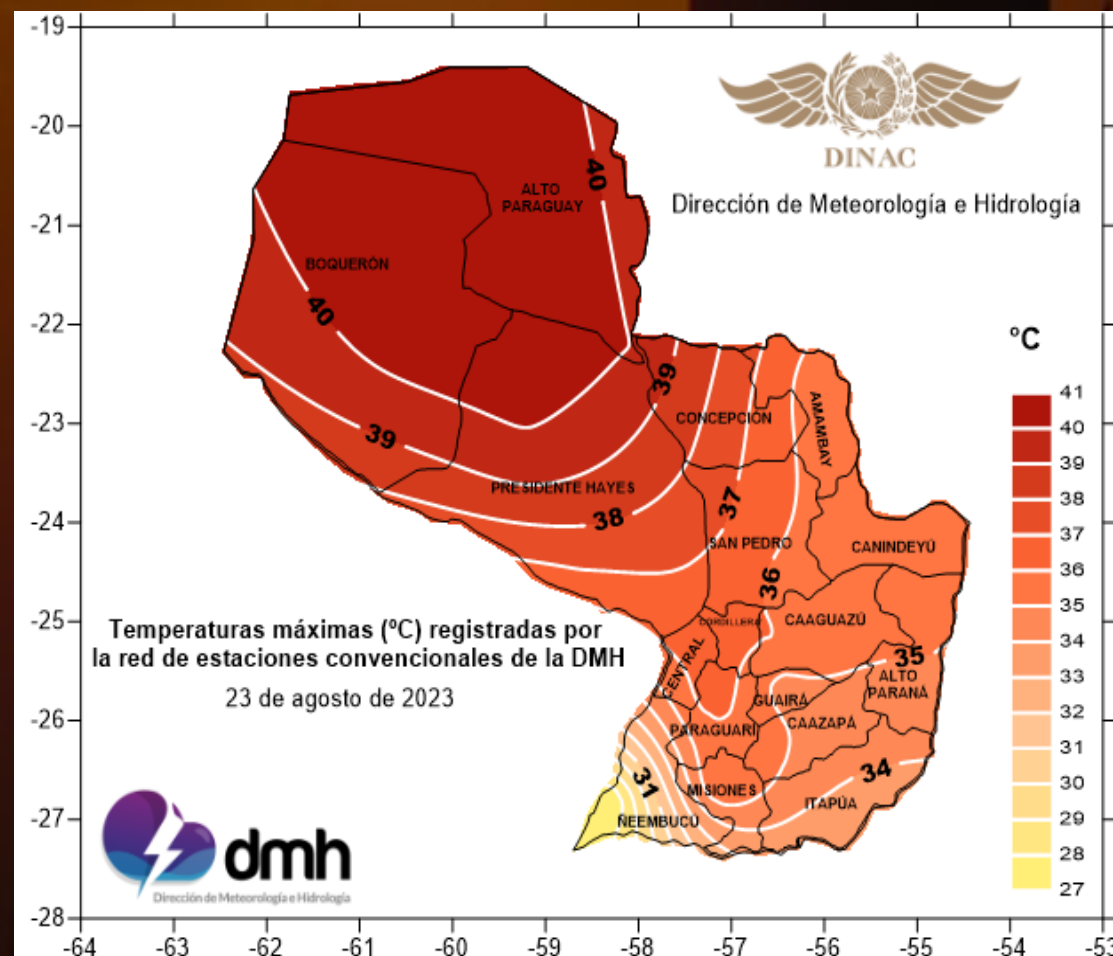 -19
-20
-21
-22
-23
-24
-25
-26
-27
-28
-64
-63
-62
-61
-60
-59
-58
-57
-56
-55
-54
-53
DINAC
Dirección de Meteorología e Hidrología
ALTO
PARAGUAY
40
BOQUERÓN
40
39
39
CONCEPCIÓN
AMAMBAY
PRESIDENTE HAYES
38
37
SAN PEDRO
CANINDEYÚ
36
CORDILLERA
CAAGUAZÚ
35
CENTRAL
ALTO
PARANÁ
GUAIRÁ
CAAZAPÁ
PARAGUARÍ
34
31
MISIONES
ITAPÚA
ÑEEMBUCÚ
Temperaturas máximas (ºC) registradas por
la red de estaciones convencionales de la DMH
23 de agosto de 2023
°C
41
40
39
38
37
36
35
34
33
32
31
30
29
28
27
dmh
Dirección de Meteorología e Hidrología